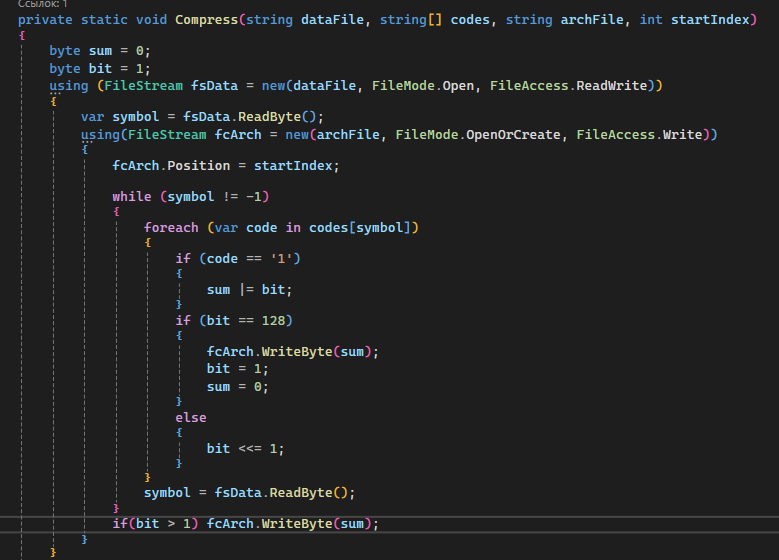 Ссылок: 1
private static void Compress(string dataFile, string[] codes, string archFile, int startIndex)
{
    byte sum = 0;
    byte bit = 1;
    using (FileStream fsData = new(dataFile, FileMode.Open, FileAccess.ReadWrite))
    {
        var symbol = fsData.ReadByte();
        using(FileStream fcArch = new(archFile, FileMode.OpenOrCreate, FileAccess.Write))
        {
            fcArch.Position = startIndex;
            while (symbol != -1)
            {
                foreach (var code in codes[symbol])
                {
                    if (code == '1')
                    {
                        sum |= bit;
                    }
                    if (bit == 128)
                    {
                        fcArch.WriteByte(sum);
                        bit = 1;
                        sum = 0;
                    }
                    else
                    {
                        bit <<= 1;
                    }
                }
                symbol = fsData.ReadByte();
            }
            if(bit > 1) fcArch.WriteByte(sum);
        }
    }